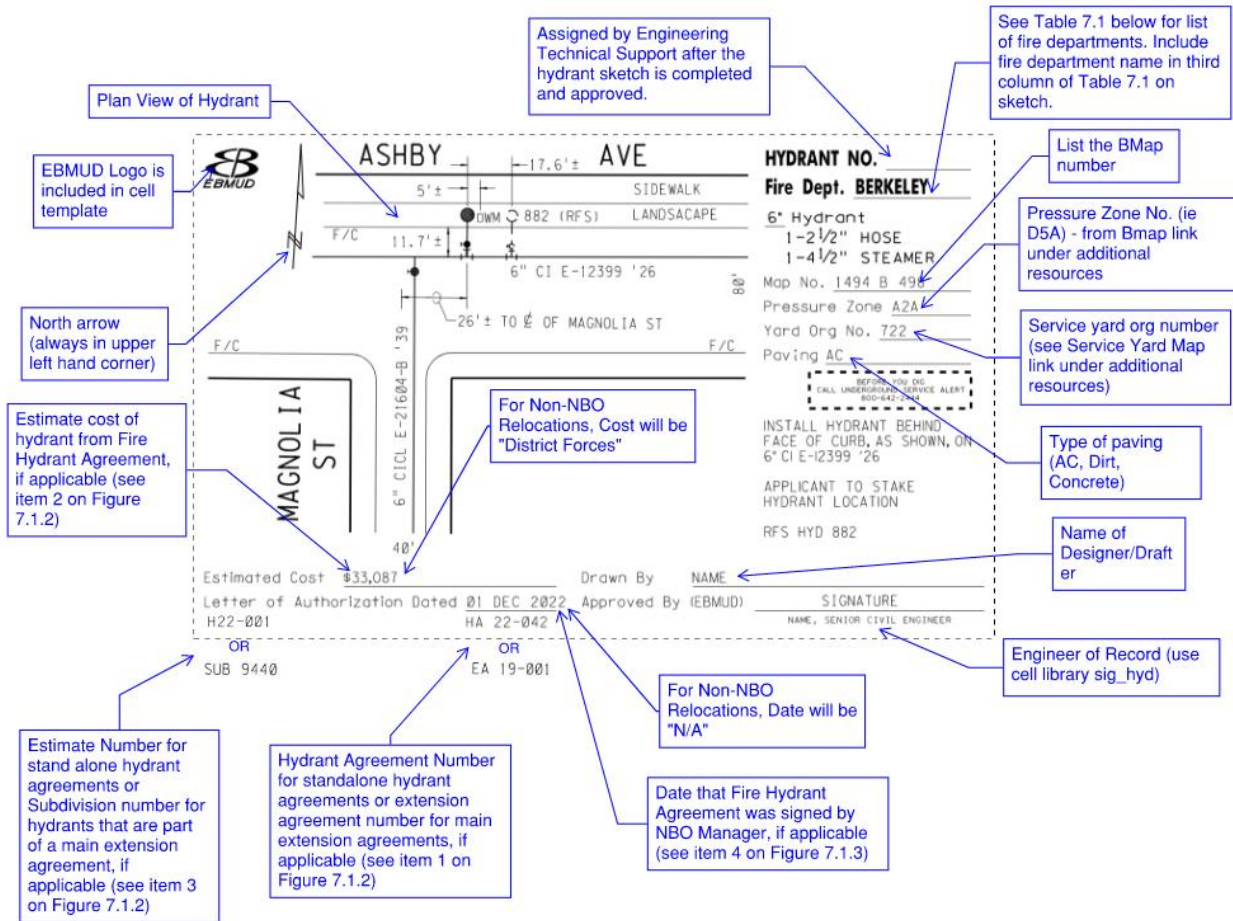 Assigned by Engineering
Technical Support after the
hydrant sketch is completed
and approved.
See Table 7.1 below for list
of fire departments. Include
fire department name in third
column of Table 7.1 on
sketch.
Plan View of Hydrant
List the BMap
number
EBMUD Logo is
included in cell
template
Pressure Zone No. (ie
D5A) - from Bmap link
under additional
resources
North arrow
(always in upper
left hand corner)
Service yard org number
(see Service Yard Map
link under additional
resources)
Estimate cost of
hydrant from Fire
Hydrant Agreement,
if applicable (see
item 2 on Figure
7.1.2)
For Non-NBO
Relocations, Cost will be
"District Forces"
Type of paving
(AC, Dirt,
Concrete)
Name of
Designer/Draft
er
EBMUD
N
ASHBY AVE
17.6'±
5'±
SIDEWALK
DWM 882 (RFS) LANDSACAPE
F/C
11.7'±
6" CI E-12399 '26
80'
26'± TO ℄ OF MAGNOLIA ST
F/C
F/C
6" CICL E-21604-B '39
MAGNOLIA
ST
40'
HYDRANT NO.
Fire Dept. BERKELEY
6" Hydrant
1-2½" HOSE
1-4½" STEAMER
Map No. 1494 B 496
Pressure Zone A2A
Yard Org No. 722
Paving AC
BEFORE YOU DIG
CALL UNDERGROUND SERVICE ALERT
800-642-2444
INSTALL HYDRANT BEHIND
FACE OF CURB, AS SHOWN, ON
6" CI E-12399 '26
APPLICANT TO STAKE
HYDRANT LOCATION
RFS HYD 882
Estimated Cost $33,087
Drawn By NAME
Letter of Authorization Dated 01 DEC 2022
Approved By (EBMUD) SIGNATURE
H22-001
HA 22-042
NAME, SENIOR CIVIL ENGINEER
OR
OR
SUB 9440
EA 19-001
Engineer of Record (use
cell library sig_hyd)
For Non-NBO
Relocations, Date will be
"N/A"
Estimate Number for
stand alone hydrant
agreements or
Subdivision number for
hydrants that are part
of a main extension
agreement, if
applicable (see item 3
on Figure 7.1.2)
Hydrant Agreement Number
for standalone hydrant
agreements or extension
agreement number for main
extension agreements, if
applicable (see item 1 on
Figure 7.1.2)
Date that Fire Hydrant
Agreement was signed by
NBO Manager, if applicable
(see item 4 on Figure 7.1.3)